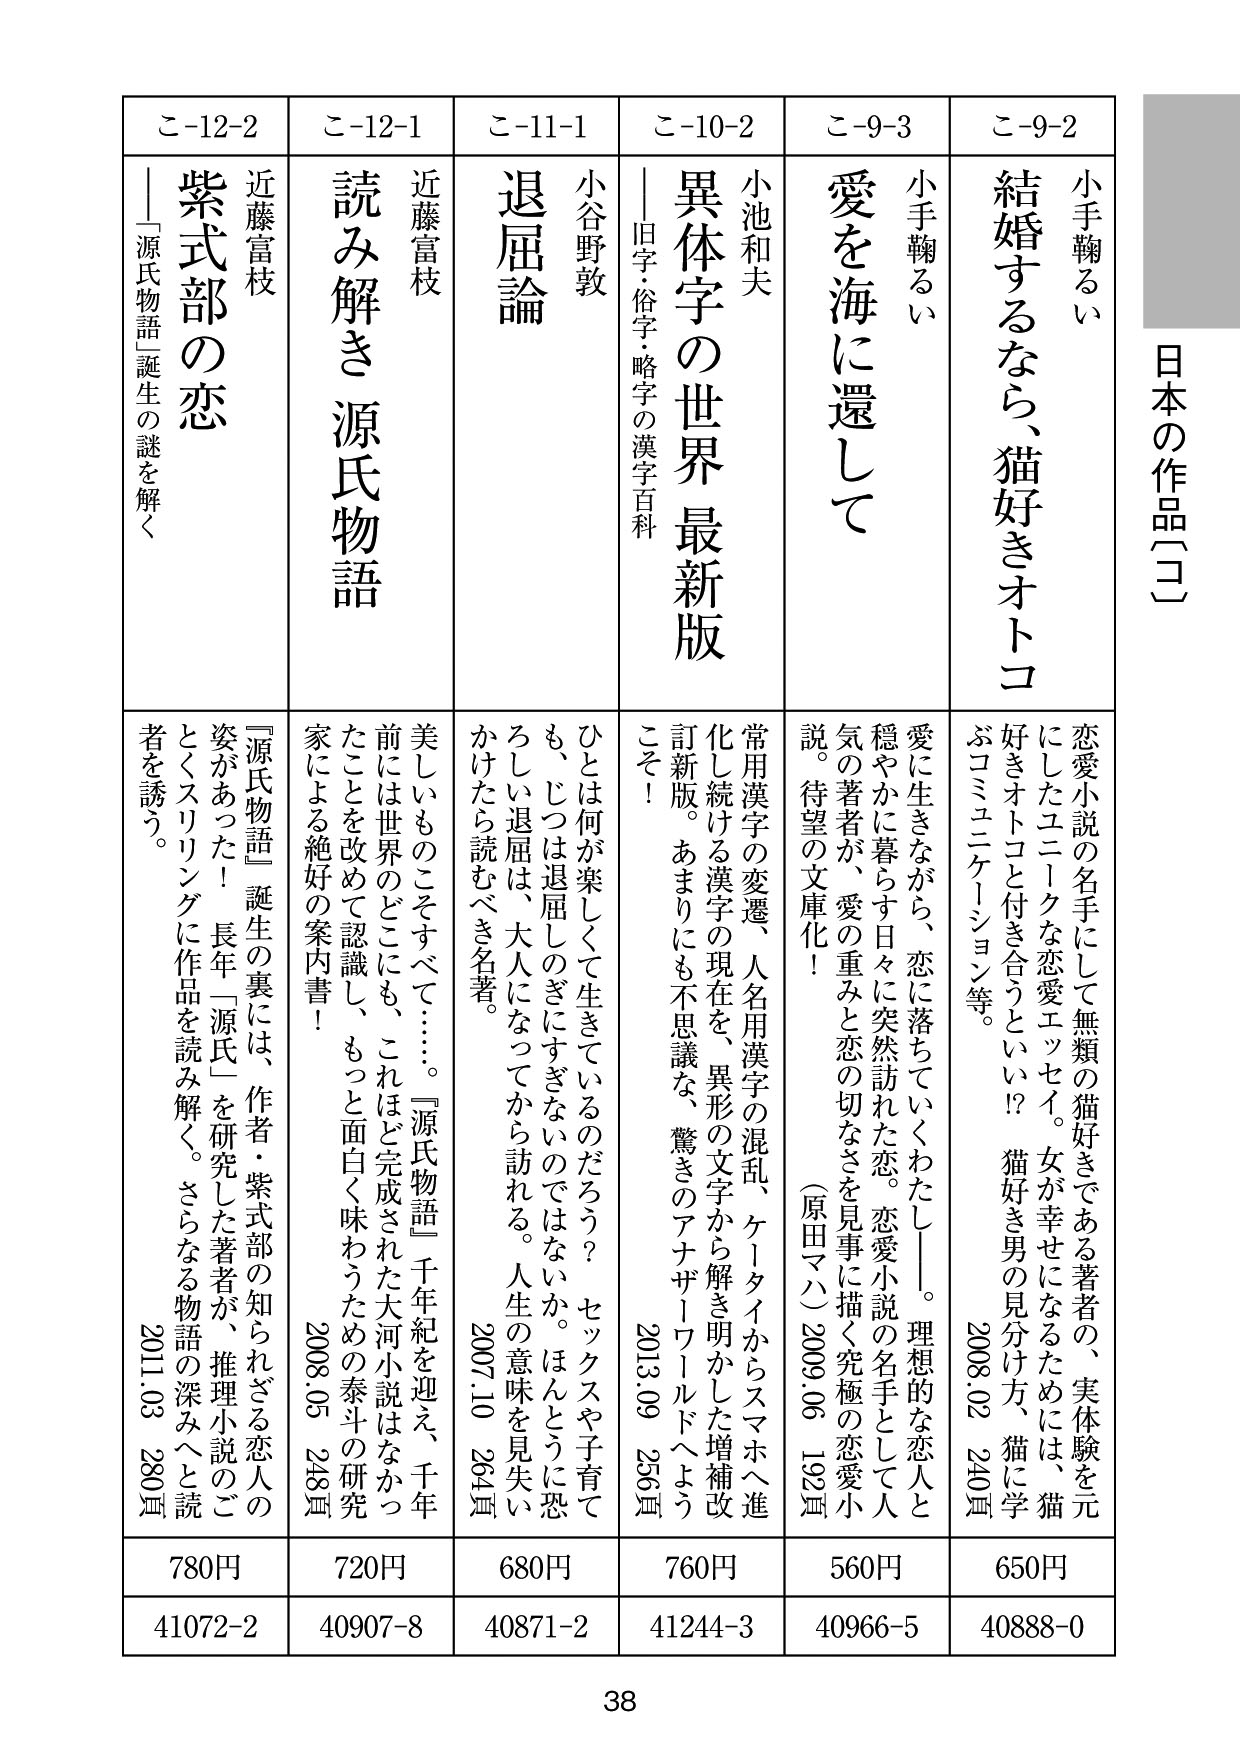 日本の作品〔コ〕
こ-9-2
小手鞠るい
結婚するなら、猫好きオトコ
恋愛小説の名手にして無類の猫好きである著者の、実体験を元
にしたユニークな恋愛エッセイ。女が幸せになるためには、猫
好きオトコと付き合うといい!?　猫好き男の見分け方、猫に学
ぶコミュニケーション等。　2008.02　240頁
650円
40888-0
こ-9-3
小手鞠るい
愛を海に還して
愛に生きながら、恋に落ちていくわたし――。理想的な恋人と
穏やかに暮らす日々に突然訪れた恋。恋愛小説の名手として人
気の著者が、愛の重みと恋の切なさを見事に描く究極の恋愛小
説。待望の文庫化！　（原田マハ）2009.06　192頁
560円
40966-5
こ-10-2
小池和夫
異体字の世界 最新版
――旧字・俗字・略字の漢字百科
常用漢字の変遷、人名用漢字の混乱、ケータイからスマホへ進
化し続ける漢字の現在を、異形の文字から解き明かした増補改
訂新版。あまりにも不思議な、驚きのアナザーワールドへよう
こそ！　2013.09　256頁
760円
41244-3
こ-11-1
小谷野敦
退屈論
ひとは何が楽しくて生きているのだろう？　セックスや子育て
も、じつは退屈しのぎにすぎないのではないか。ほんとうに恐
ろしい退屈は、大人になってから訪れる。人生の意味を見失い
かけたら読むべき名著。　2007.10　264頁
680円
40871-2
こ-12-1
近藤富枝
読み解き 源氏物語
美しいものこそすべて……。『源氏物語』千年紀を迎え、千年
前には世界のどこにも、これほど完成された大河小説はなかっ
たことを改めて認識し、もっと面白く味わうための泰斗の研究
家による絶好の案内書！　2008.05　248頁
720円
40907-8
こ-12-2
近藤富枝
紫式部の恋
――「源氏物語」誕生の謎を解く
『源氏物語』誕生の裏には、作者・紫式部の知られざる恋人の
姿があった！　長年「源氏」を研究した著者が、推理小説のご
とくスリリングに作品を読み解く。さらなる物語の深みへと読
者を誘う。　2011.03　280頁
780円
41072-2
38